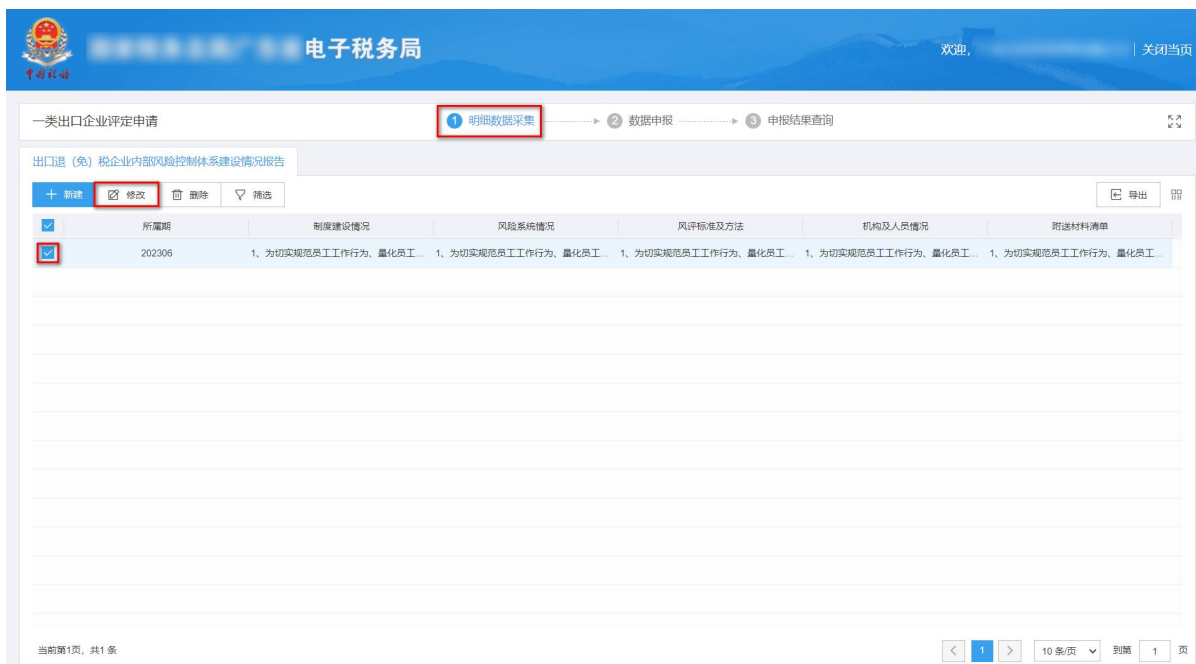 电子税务局
欢迎,
关闭当页
中国税务
一类出口企业评定申请
1 明细数据采集
2 数据申报
3 申报结果查询
出口退（免）税企业内部风险控制体系建设情况报告
新建 修改 删除 筛选 导出
所属期 制度建设情况 风险系统情况 风评标准及方法 机构及人员情况 附送材料清单
202306 1、为切实规范员工工作行为、量化员工... 1、为切实规范员工工作行为、量化员工... 1、为切实规范员工工作行为、量化员工... 1、为切实规范员工工作行为、量化员工... 1、为切实规范员工工作行为、量化员工...
当前第1页，共1 条 < 1 > 10 条/页 到第 1 页